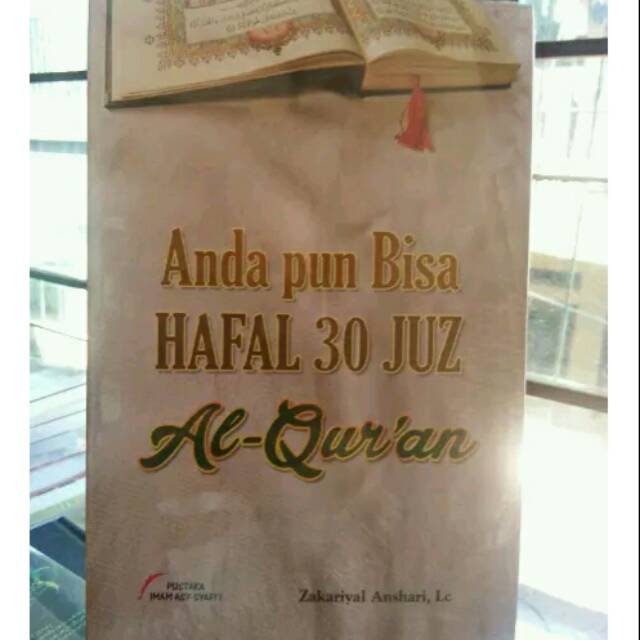 Anda pun Bisa
HAFAL 30 JUZ
Al-Qur'an
PUSTAKA
IMAM ASY-SYAFI'I
Zakariyal Anshari, Lc